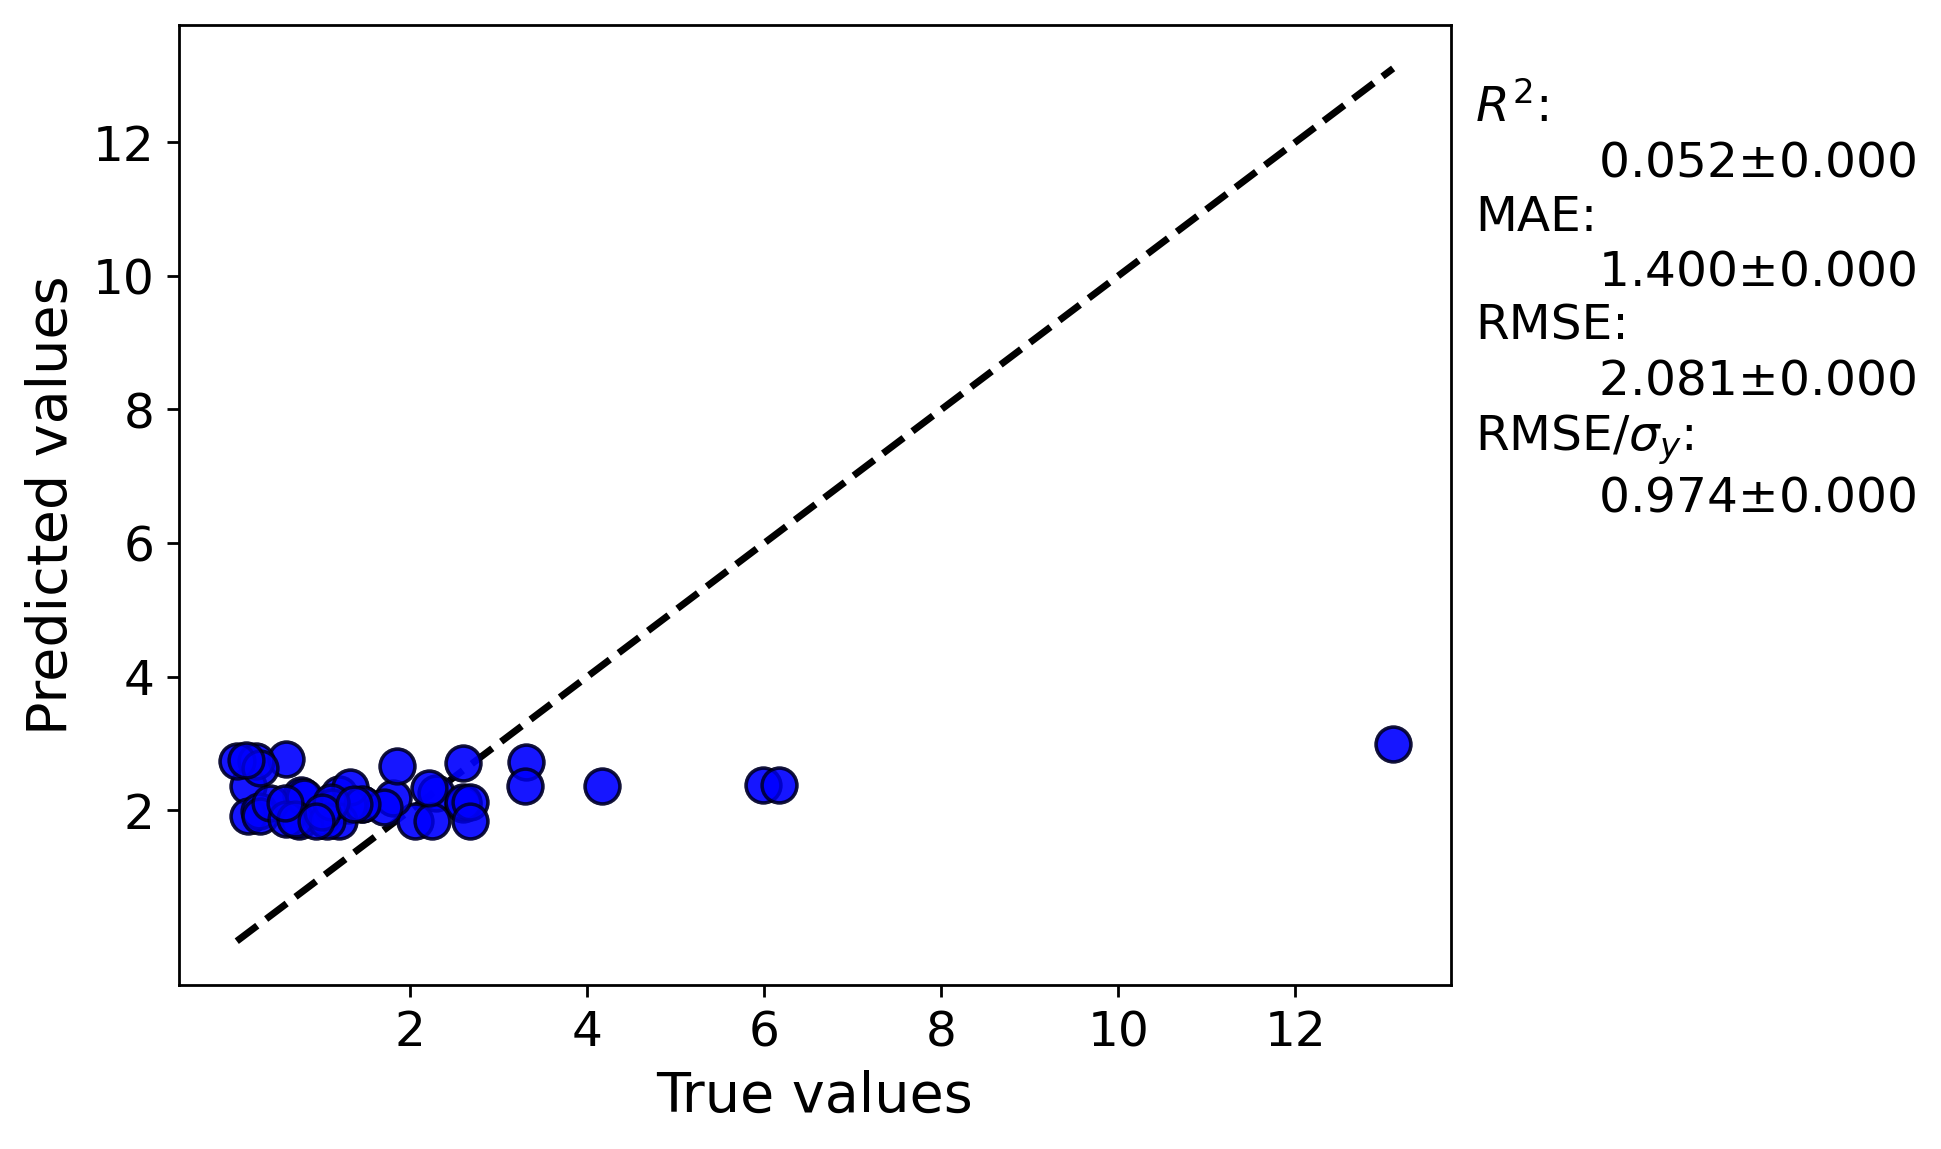 12
10
8
6
4
2
Predicted values
2 4 6 8 10 12
True values
R²:
0.052±0.000
MAE:
1.400±0.000
RMSE:
2.081±0.000
RMSE/σy:
0.974±0.000